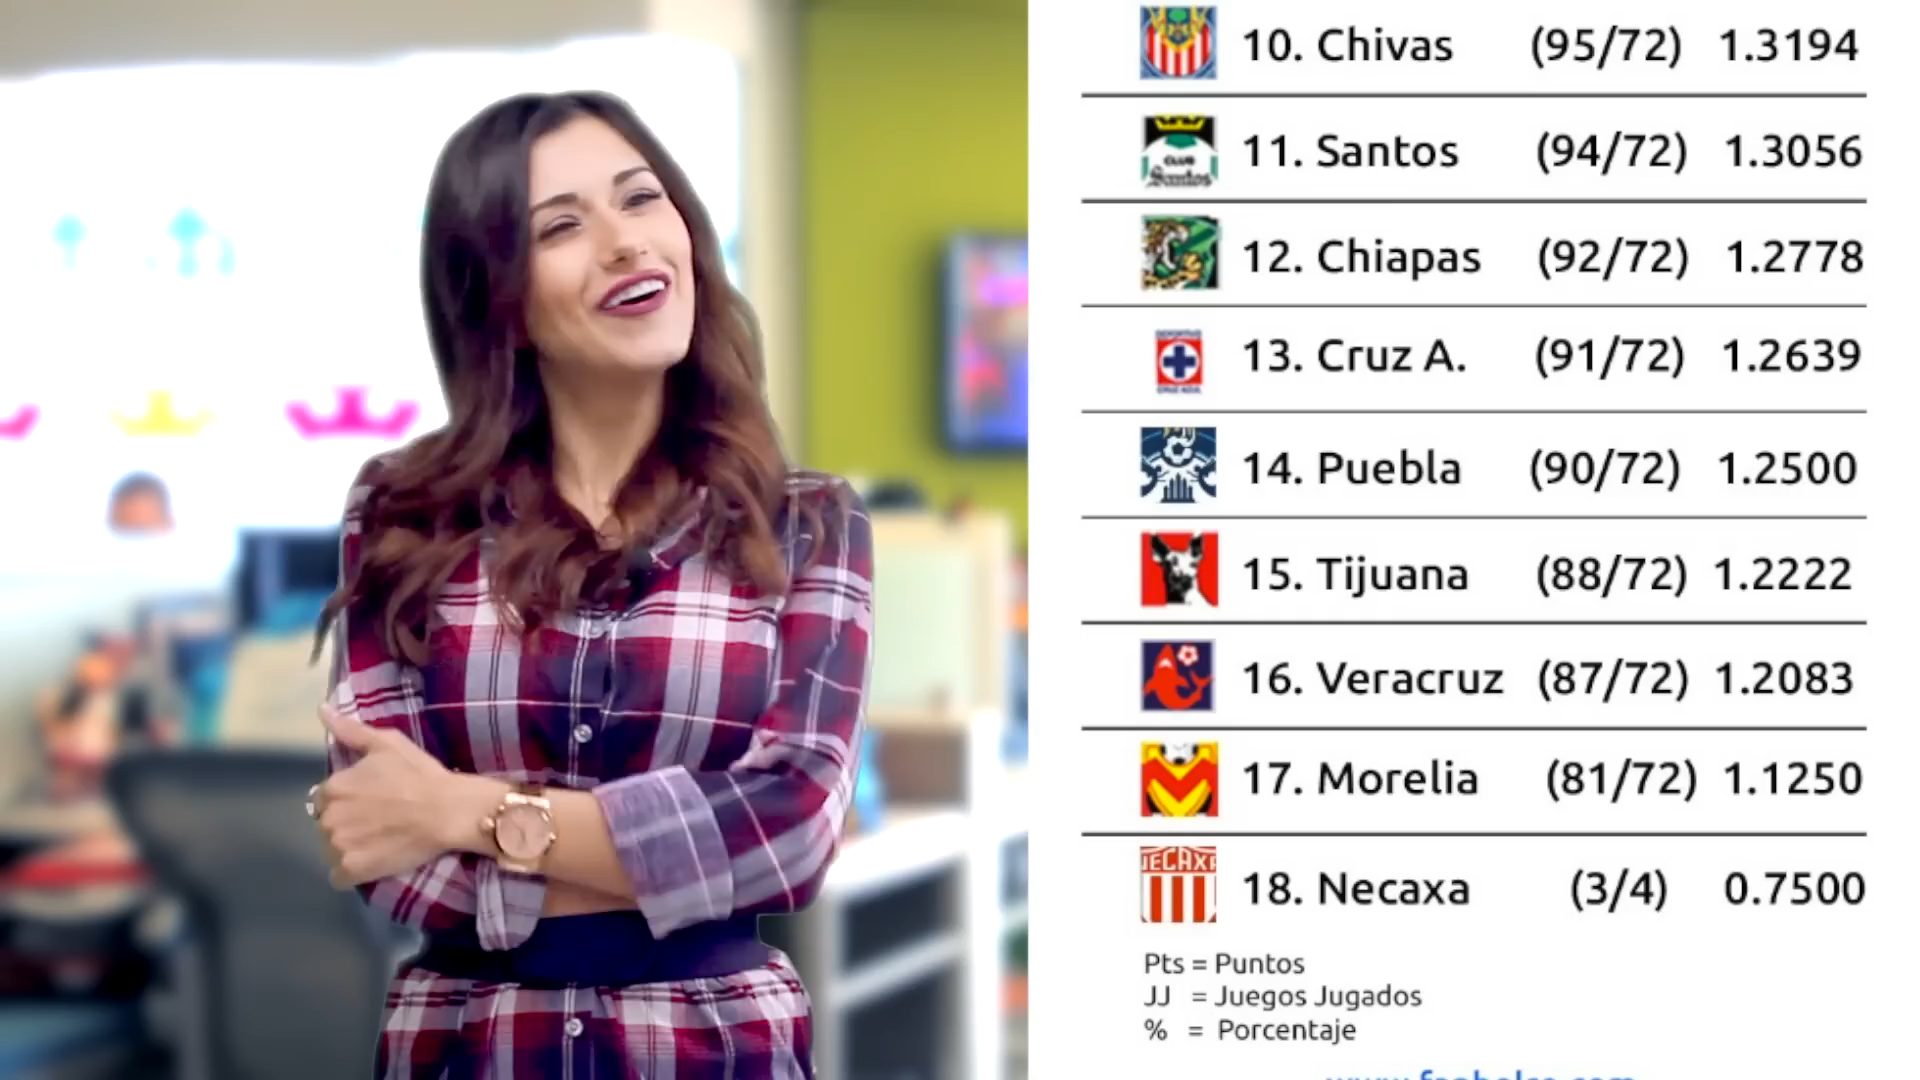 10. Chivas (95/72) 1.3194
CLUB
Santos
11. Santos (94/72) 1.3056
12. Chiapas (92/72) 1.2778
13. Cruz A. (91/72) 1.2639
14. Puebla (90/72) 1.2500
15. Tijuana (88/72) 1.2222
16. Veracruz (87/72) 1.2083
17. Morelia (81/72) 1.1250
NECAXA
18. Necaxa (3/4) 0.7500
Pts = Puntos
JJ = Juegos Jugados
% = Porcentaje